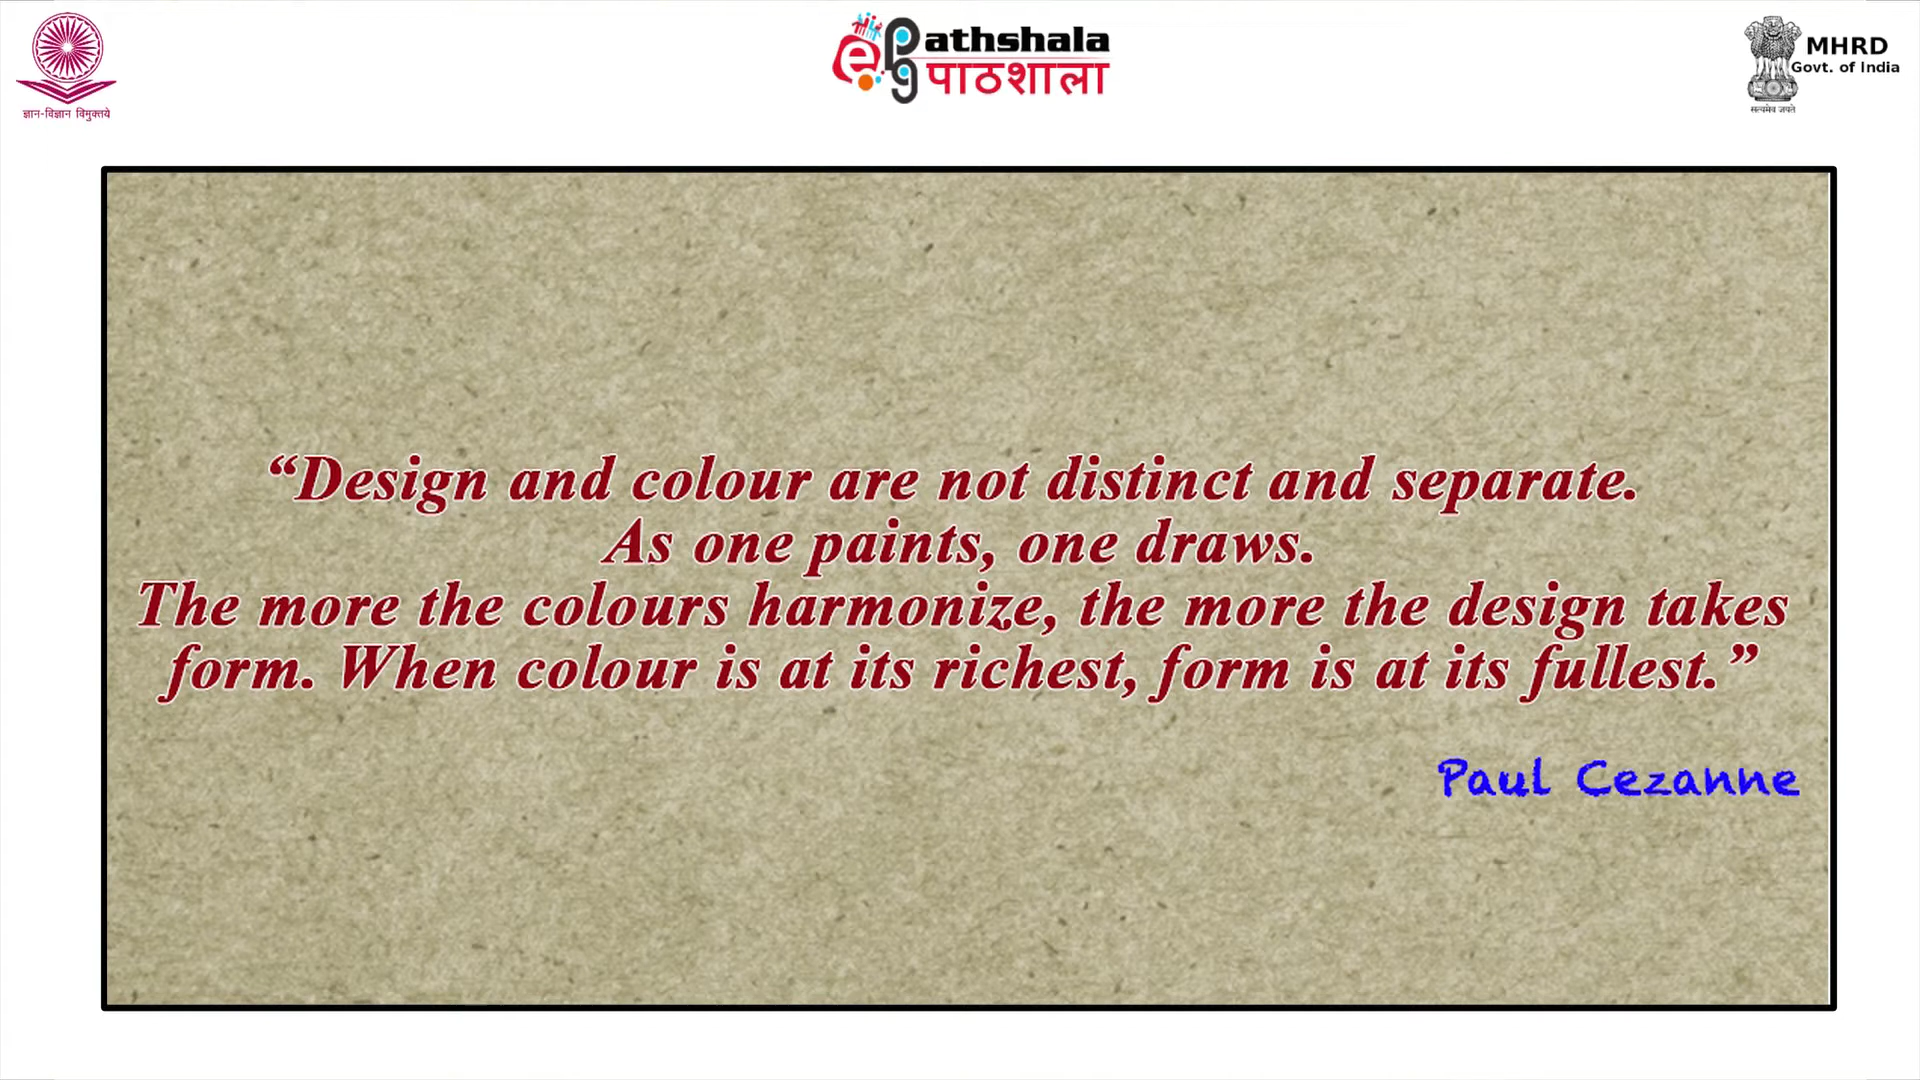 ज्ञान-विज्ञान विमुक्तये
e pg Pathshala
पाठशाला
MHRD
Govt. of India
सत्यमेव जयते
“Design and colour are not distinct and separate.
As one paints, one draws.
The more the colours harmonize, the more the design takes
form. When colour is at its richest, form is at its fullest.”
Paul Cezanne